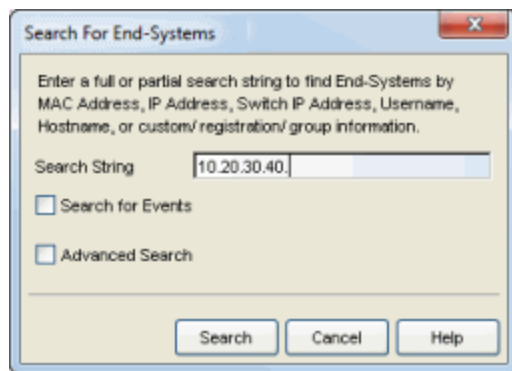 Search For End-Systems
Enter a full or partial search string to find End-Systems by
MAC Address, IP Address, Switch IP Address, Username,
Hostname, or custom/ registration/ group information.
Search String 10.20.30.40.
Search for Events
Advanced Search
Search Cancel Help